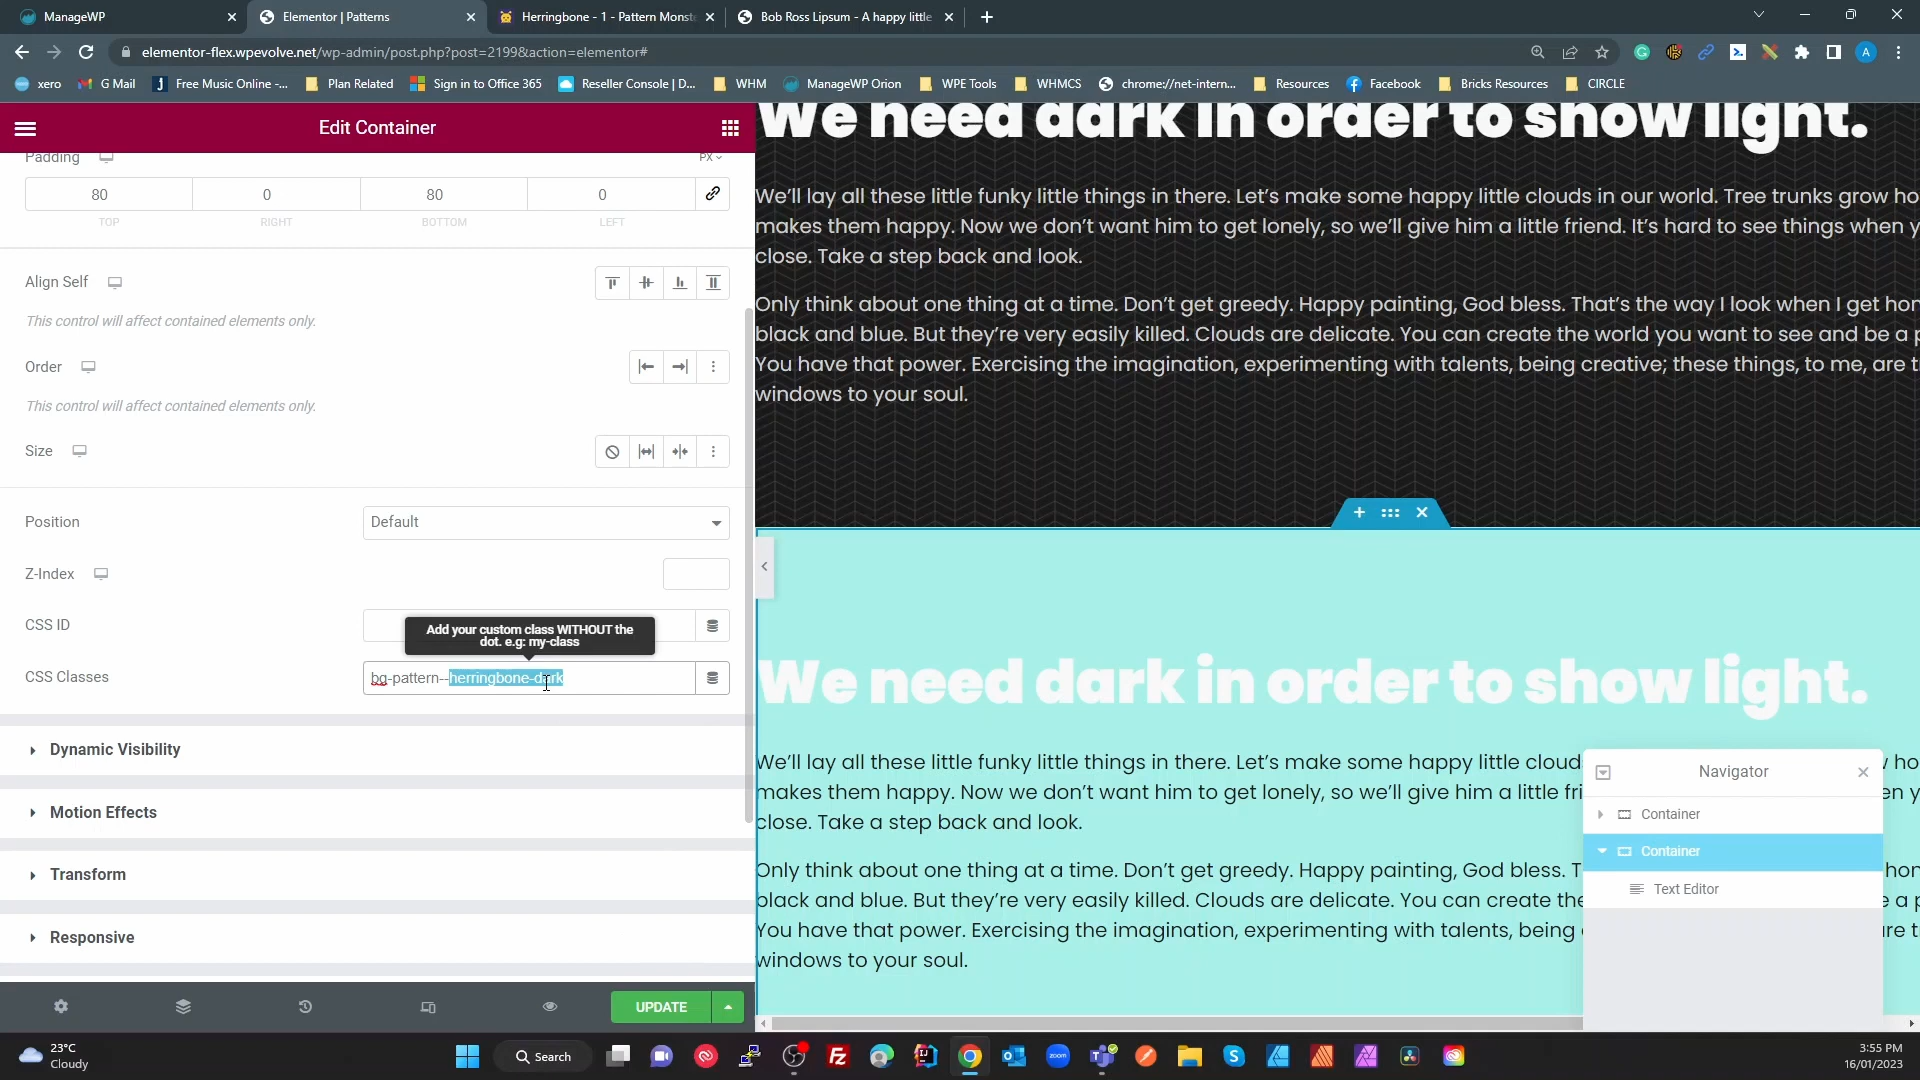 ManageWP
Elementor | Patterns
Herringbone - 1 - Pattern Monst
Bob Ross Lipsum - A happy little
elementor-flex.wpevolve.net/wp-admin/post.php?post=2199&action=elementor#
A
xero
G Mail
Free Music Online -...
Plan Related
Sign in to Office 365
Reseller Console | D...
WHM
ManageWP Orion
WPE Tools
WHMCS
chrome://net-intern...
Resources
Facebook
Bricks Resources
CIRCLE
Edit Container
Padding
PX
80
0
80
0
TOP
RIGHT
BOTTOM
LEFT
Align Self
This control will affect contained elements only.
Order
This control will affect contained elements only.
Size
Position
Default
Z-Index
CSS ID
Add your custom class WITHOUT the
dot. e.g: my-class
CSS Classes
bg-pattern--herringbone-dark
Dynamic Visibility
Motion Effects
Transform
Responsive
UPDATE
We need dark in order to show light.
We'll lay all these little funky little things in there. Let's make some happy little clouds in our world. Tree trunks grow ho
makes them happy. Now we don't want him to get lonely, so we'll give him a little friend. It's hard to see things when y
close. Take a step back and look.
Only think about one thing at a time. Don't get greedy. Happy painting, God bless. That's the way I look when I get hom
black and blue. But they're very easily killed. Clouds are delicate. You can create the world you want to see and be a p
You have that power. Exercising the imagination, experimenting with talents, being creative; these things, to me, are t
windows to your soul.
We need dark in order to show light.
We'll lay all these little funky little things in there. Let's make some happy little cloud
makes them happy. Now we don't want him to get lonely, so we'll give him a little fri
close. Take a step back and look.
Only think about one thing at a time. Don't get greedy. Happy painting, God bless. T
black and blue. But they're very easily killed. Clouds are delicate. You can create the
You have that power. Exercising the imagination, experimenting with talents, being
windows to your soul.
Navigator
Container
Container
Text Editor
23°C
Cloudy
Search
zoom
3:55 PM
16/01/2023